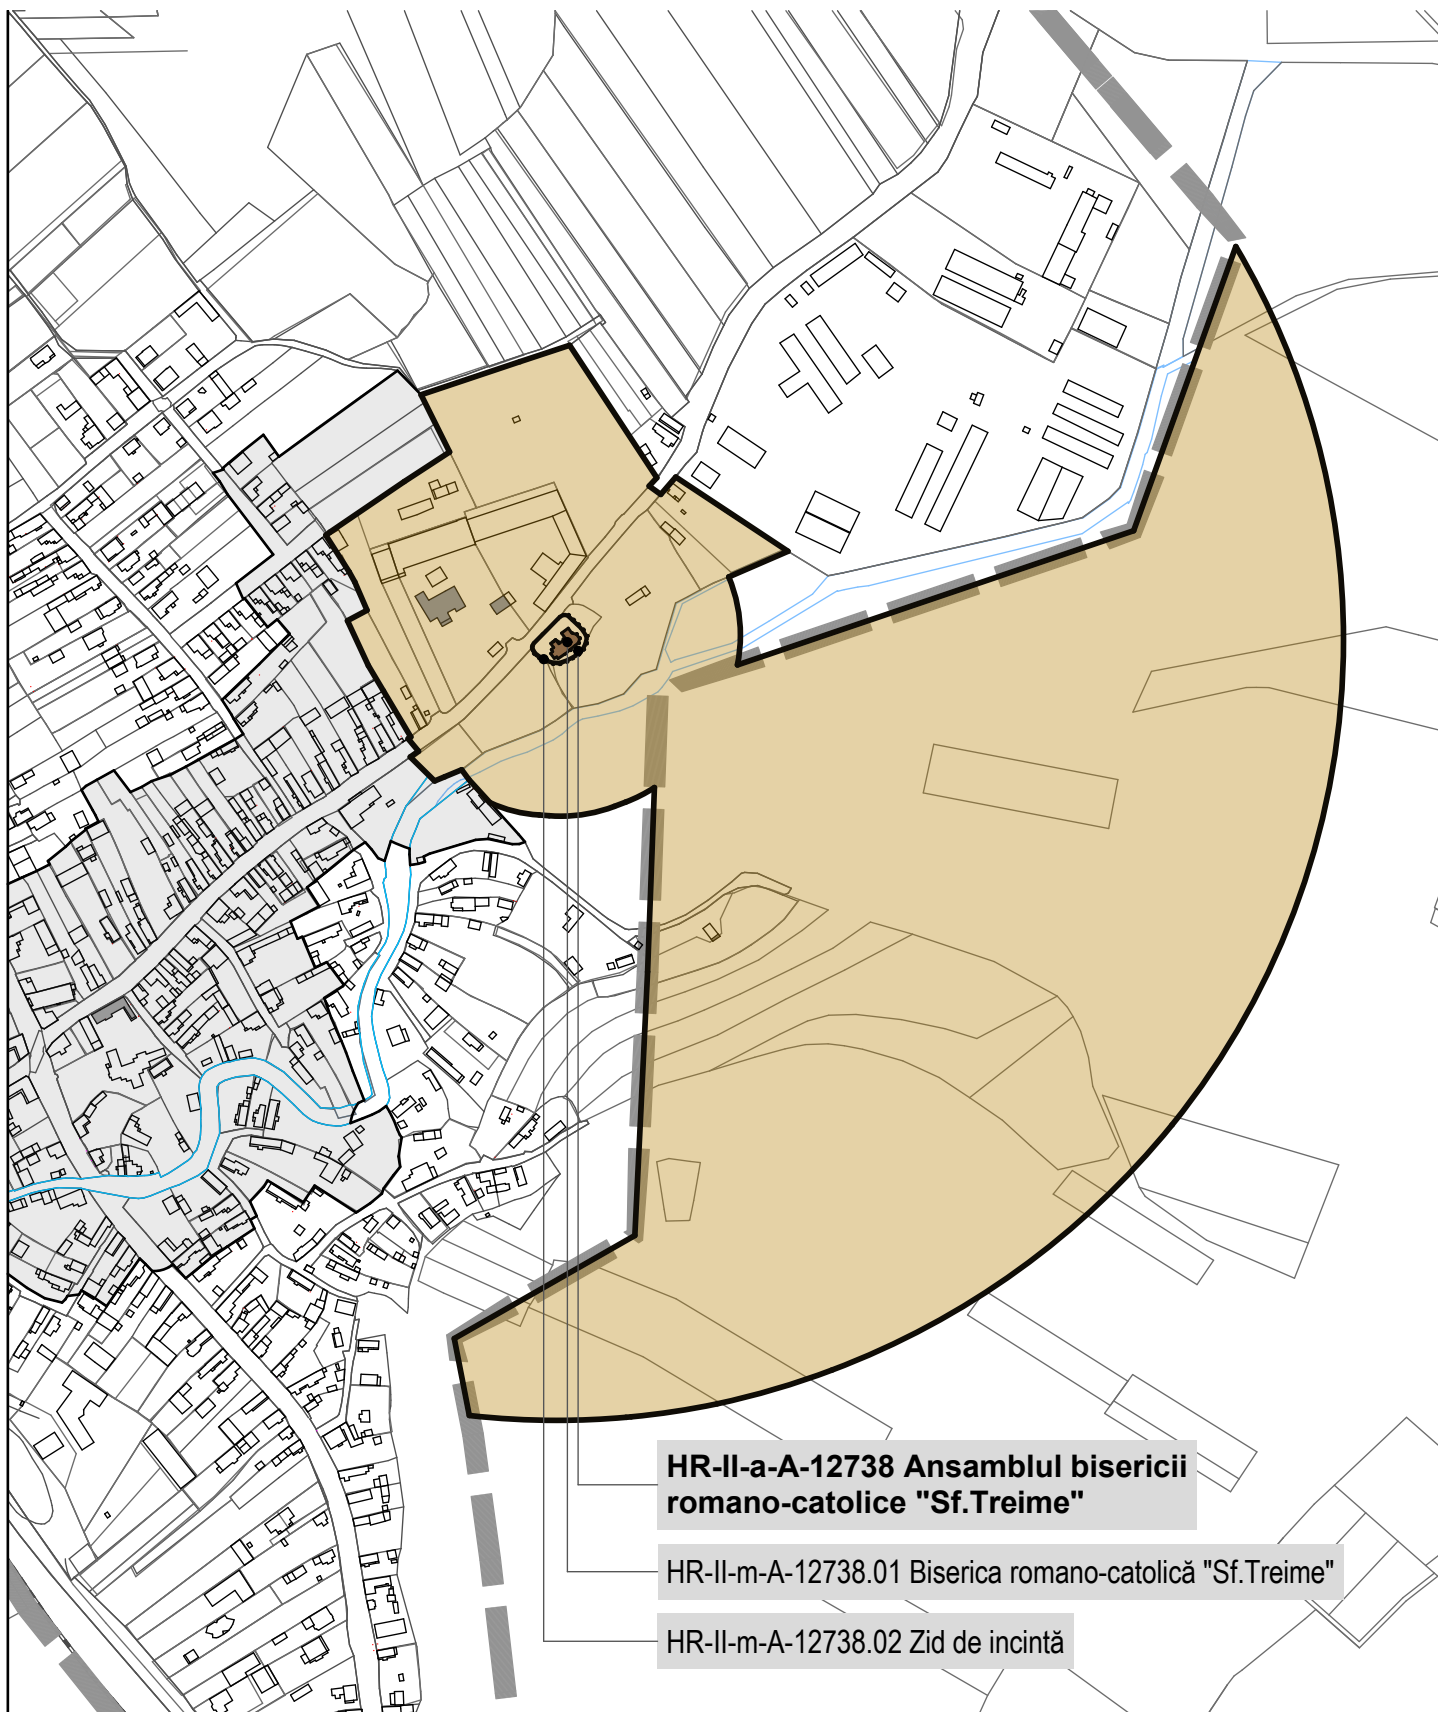 HR-II-a-A-12738 Ansamblul bisericii
romano-catolice "Sf.Treime"
HR-II-m-A-12738.01 Biserica romano-catolică "Sf.Treime"
HR-II-m-A-12738.02 Zid de incintă